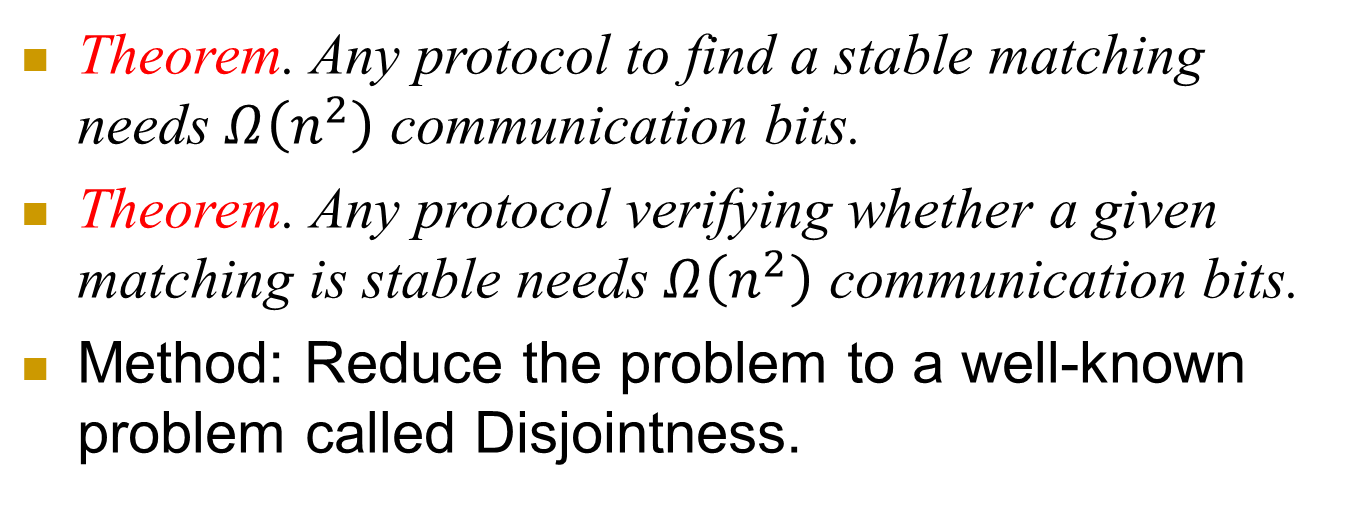 Theorem. Any protocol to find a stable matching
needs Ω(n²) communication bits.
Theorem. Any protocol verifying whether a given
matching is stable needs Ω(n²) communication bits.
Method: Reduce the problem to a well-known
problem called Disjointness.